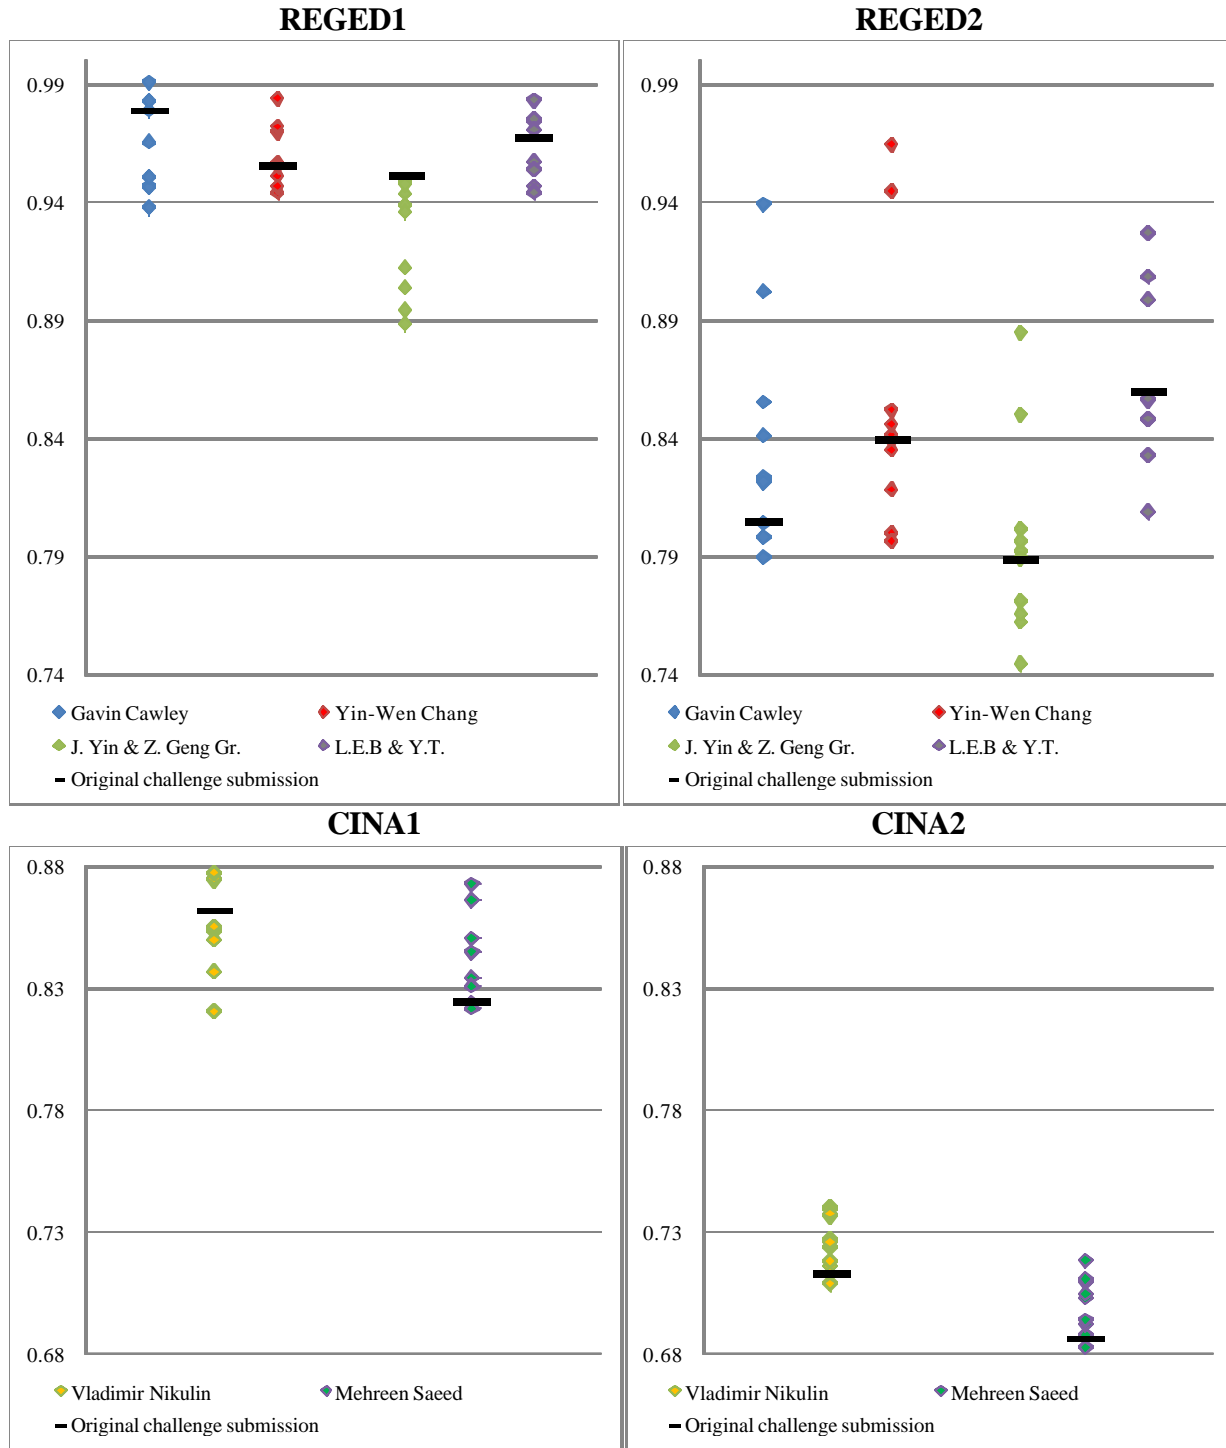 REGED1
0.99
0.94
0.89
0.84
0.79
0.74
Gavin Cawley
Yin-Wen Chang
J. Yin & Z. Geng Gr.
L.E.B & Y.T.
Original challenge submission
REGED2
0.99
0.94
0.89
0.84
0.79
0.74
Gavin Cawley
Yin-Wen Chang
J. Yin & Z. Geng Gr.
L.E.B & Y.T.
Original challenge submission
CINA1
0.88
0.83
0.78
0.73
0.68
Vladimir Nikulin
Mehreen Saeed
Original challenge submission
CINA2
0.88
0.83
0.78
0.73
0.68
Vladimir Nikulin
Mehreen Saeed
Original challenge submission